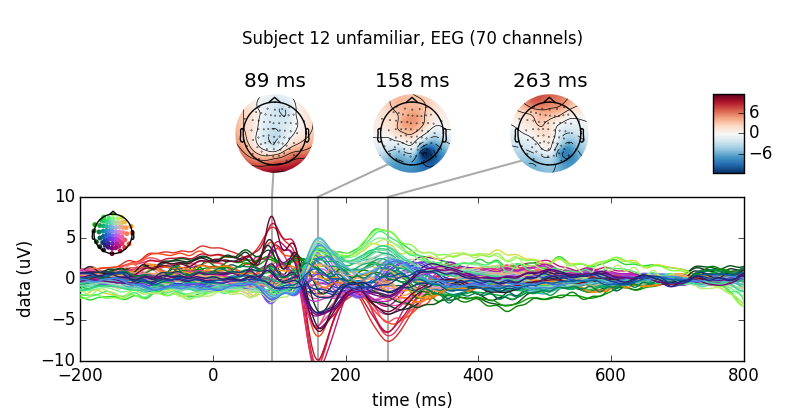 Subject 12 unfamiliar, EEG (70 channels)
89 ms 158 ms 263 ms
6
0
−6
10
5
0
−5
−10
data (uV)
−200 0 200 400 600 800
time (ms)